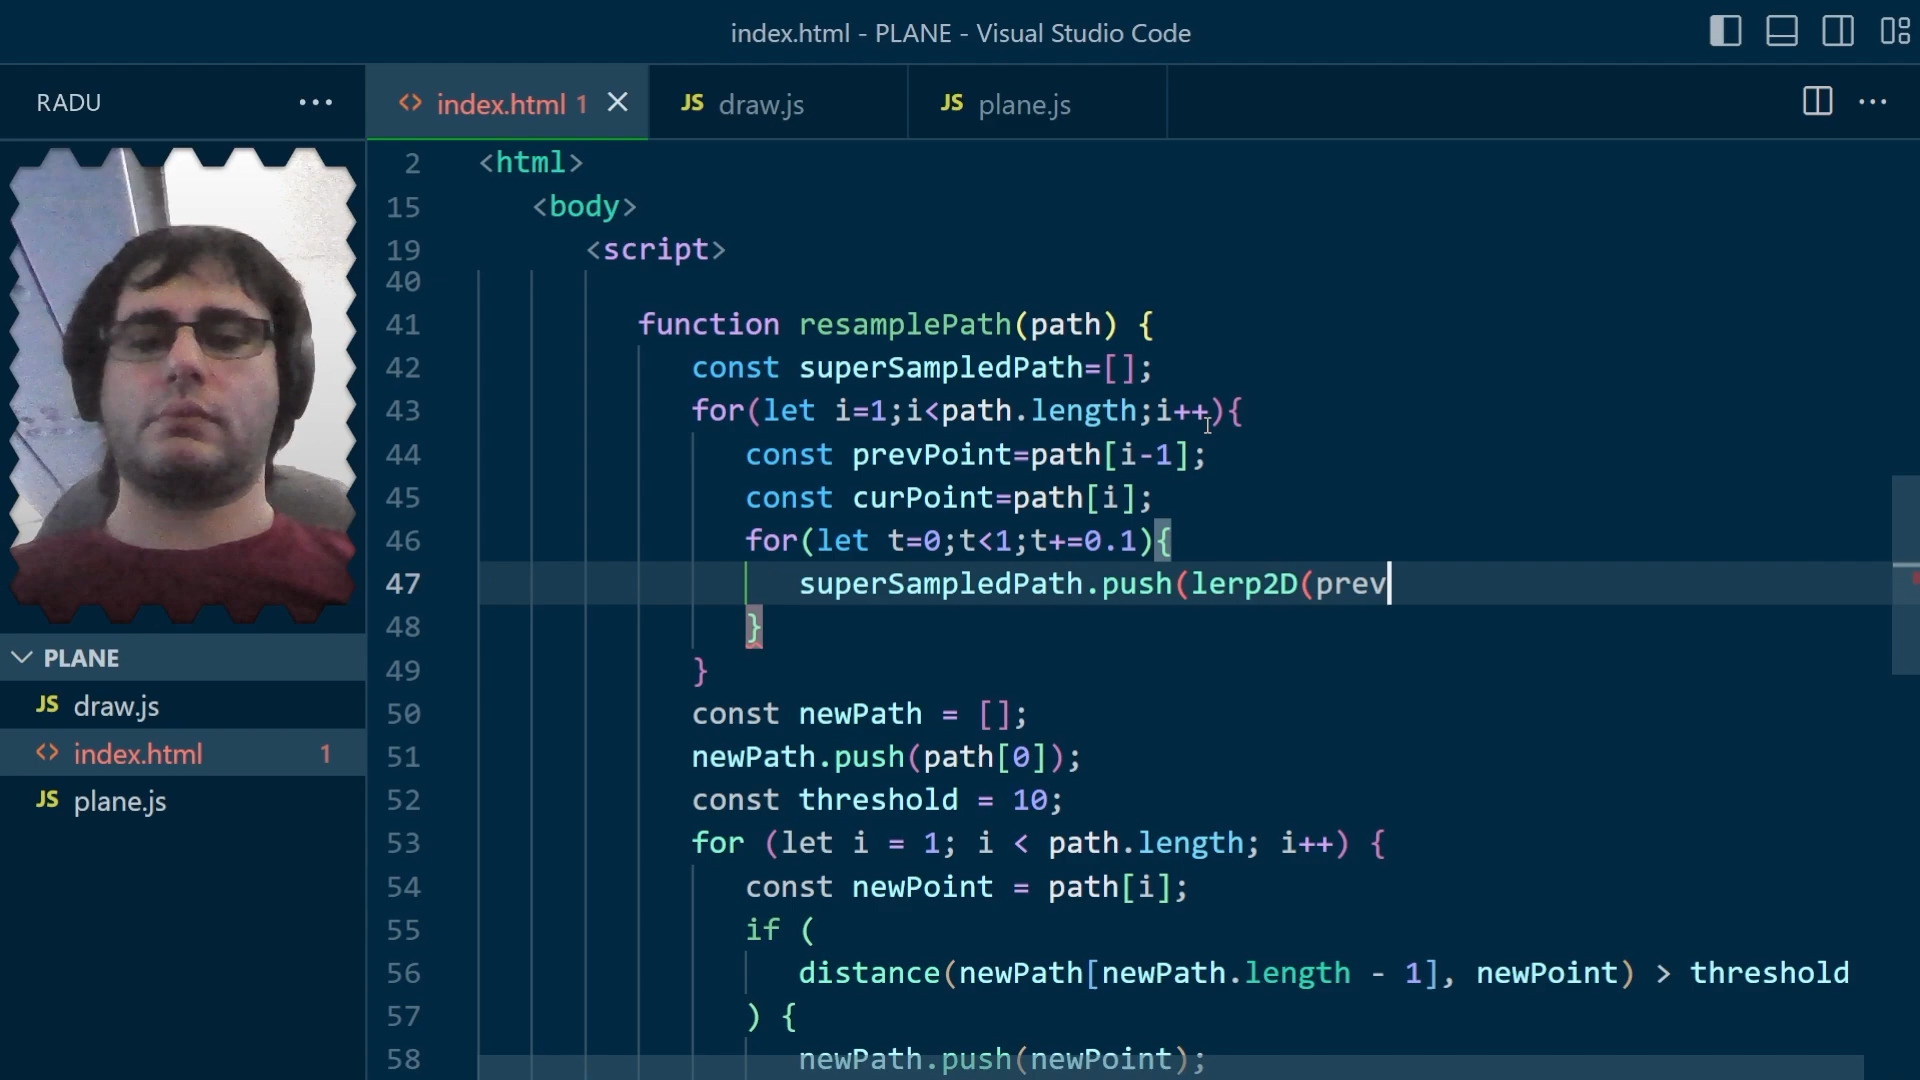 index.html - PLANE - Visual Studio Code
RADU
index.html 1
JS draw.js
JS plane.js
2 <html>
15 <body>
19 <script>
40
41 function resamplePath(path) {
42 const superSampledPath=[];
43 for(let i=1;i<path.length;i++){
44 const prevPoint=path[i-1];
45 const curPoint=path[i];
46 for(let t=0;t<1;t+=0.1){
47 superSampledPath.push(lerp2D(prev
48 }
49 }
50 const newPath = [];
51 newPath.push(path[0]);
52 const threshold = 10;
53 for (let i = 1; i < path.length; i++) {
54 const newPoint = path[i];
55 if (
56 distance(newPath[newPath.length - 1], newPoint) > threshold
57 ) {
58 newPath.push(newPoint);
PLANE
JS draw.js
index.html 1
JS plane.js